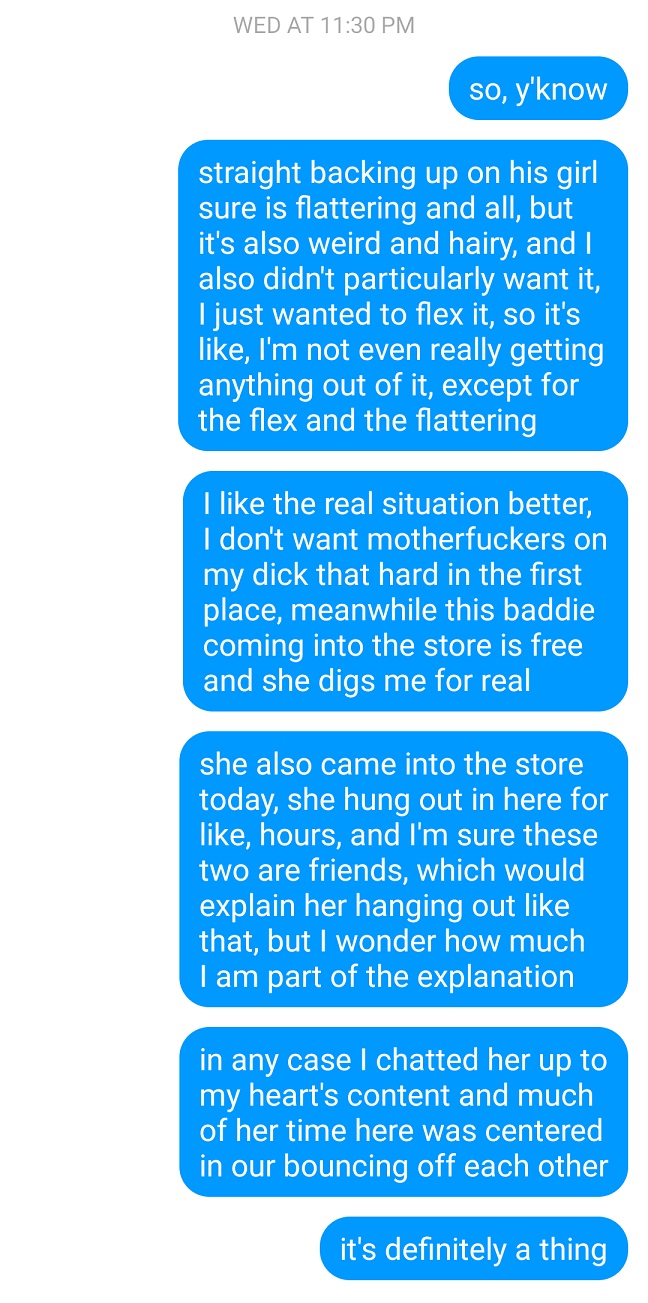 WED AT 11:30 PM
so, y'know
straight backing up on his girl
sure is flattering and all, but
it's also weird and hairy, and I
also didn't particularly want it,
I just wanted to flex it, so it's
like, I'm not even really getting
anything out of it, except for
the flex and the flattering
I like the real situation better,
I don't want motherfuckers on
my dick that hard in the first
place, meanwhile this baddie
coming into the store is free
and she digs me for real
she also came into the store
today, she hung out in here for
like, hours, and I'm sure these
two are friends, which would
explain her hanging out like
that, but I wonder how much
I am part of the explanation
in any case I chatted her up to
my heart's content and much
of her time here was centered
in our bouncing off each other
it's definitely a thing